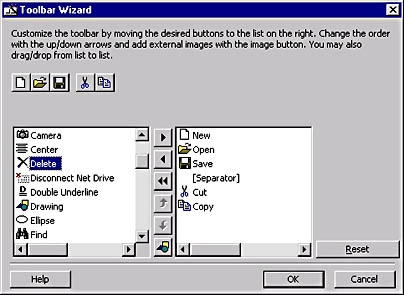 Toolbar Wizard
Customize the toolbar by moving the desired buttons to the list on the right. Change the order
with the up/down arrows and add external images with the image button. You may also
drag/drop from list to list.
Camera
Center
Delete
Disconnect Net Drive
Double Underline
Drawing
Ellipse
Find
New
Open
Save
[Separator]
Cut
Copy
Reset
Help
OK
Cancel